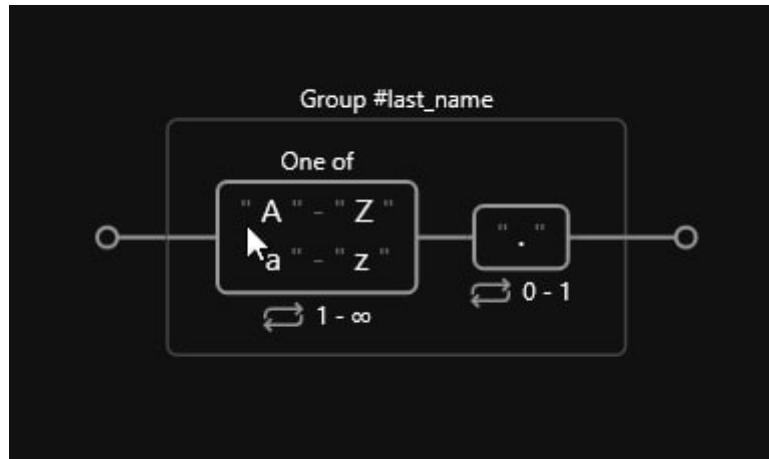 Group #last_name
One of
"A" - "Z"
"a" - "z"
"."
1 - ∞
0 - 1